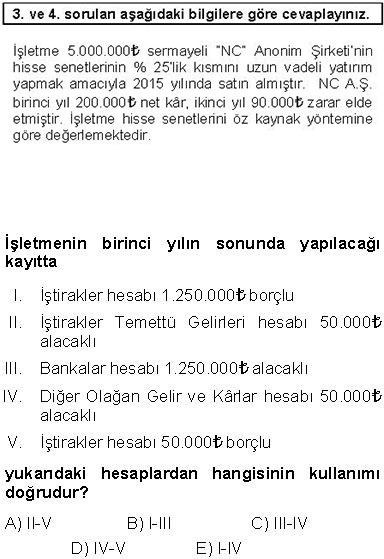 3. ve 4. soruları aşağıdaki bilgilere göre cevaplayınız.
İşletme 5.000.000₺ sermayeli "NC" Anonim Şirketi'nin
hisse senetlerinin % 25'lik kısmını uzun vadeli yatırım
yapmak amacıyla 2015 yılında satın almıştır. NC A.Ş.
birinci yıl 200.000₺ net kâr, ikinci yıl 90.000₺ zarar elde
etmiştir. İşletme hisse senetlerini öz kaynak yöntemine
göre değerlemektedir.
İşletmenin birinci yılın sonunda yapılacağı
kayıtta
I. İştirakler hesabı 1.250.000₺ borçlu
II. İştirakler Temettü Gelirleri hesabı 50.000₺
alacaklı
III. Bankalar hesabı 1.250.000₺ alacaklı
IV. Diğer Olağan Gelir ve Kârlar hesabı 50.000₺
alacaklı
V. İştirakler hesabı 50.000₺ borçlu
yukarıdaki hesaplardan hangisinin kullanımı
doğrudur?
A) II-V B) I-III C) III-IV
D) IV-V E) I-IV